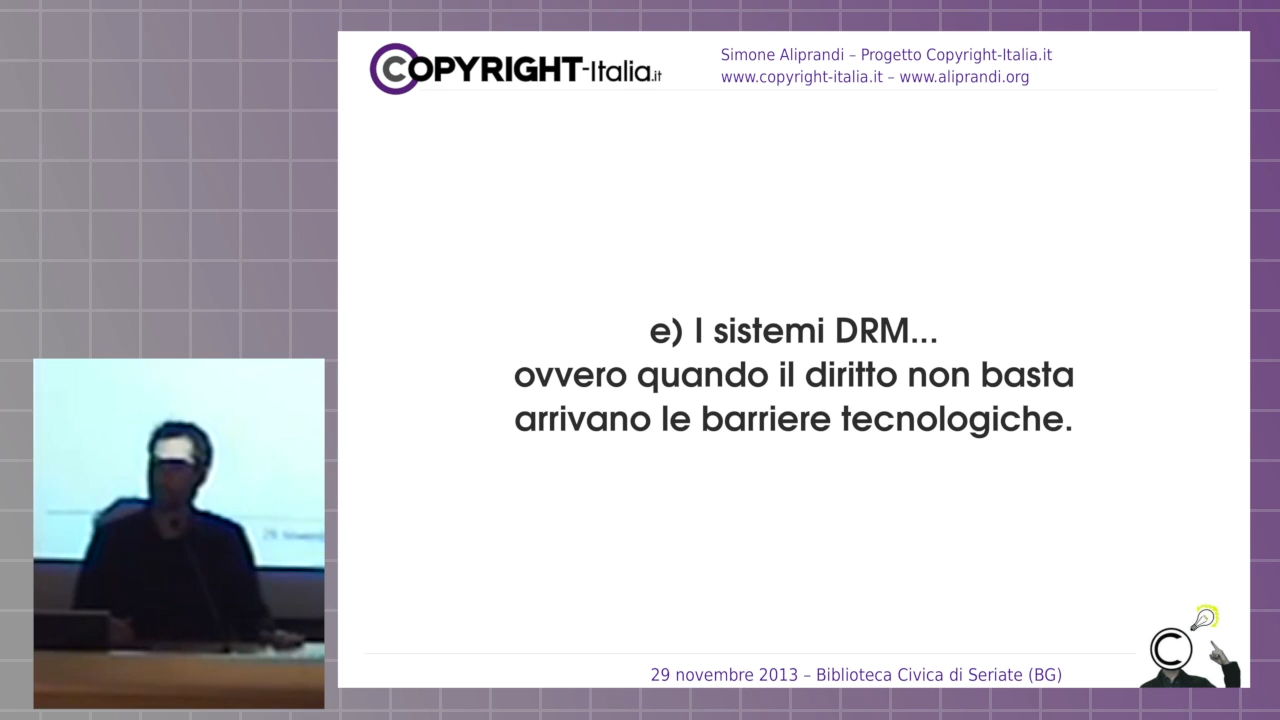 COPYRIGHT-Italia.it
Simone Aliprandi – Progetto Copyright-Italia.it
www.copyright-italia.it – www.aliprandi.org
e) I sistemi DRM...
ovvero quando il diritto non basta
arrivano le barriere tecnologiche.
C
29 novembre 2013 – Biblioteca Civica di Seriate (BG)